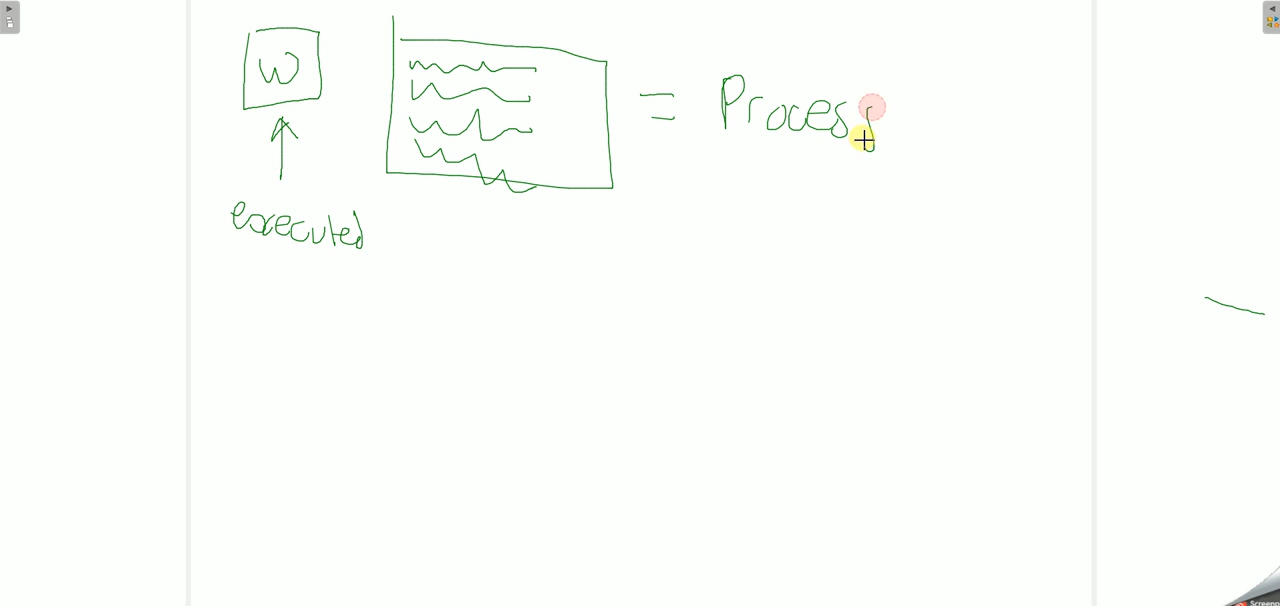 W
= Process
executed